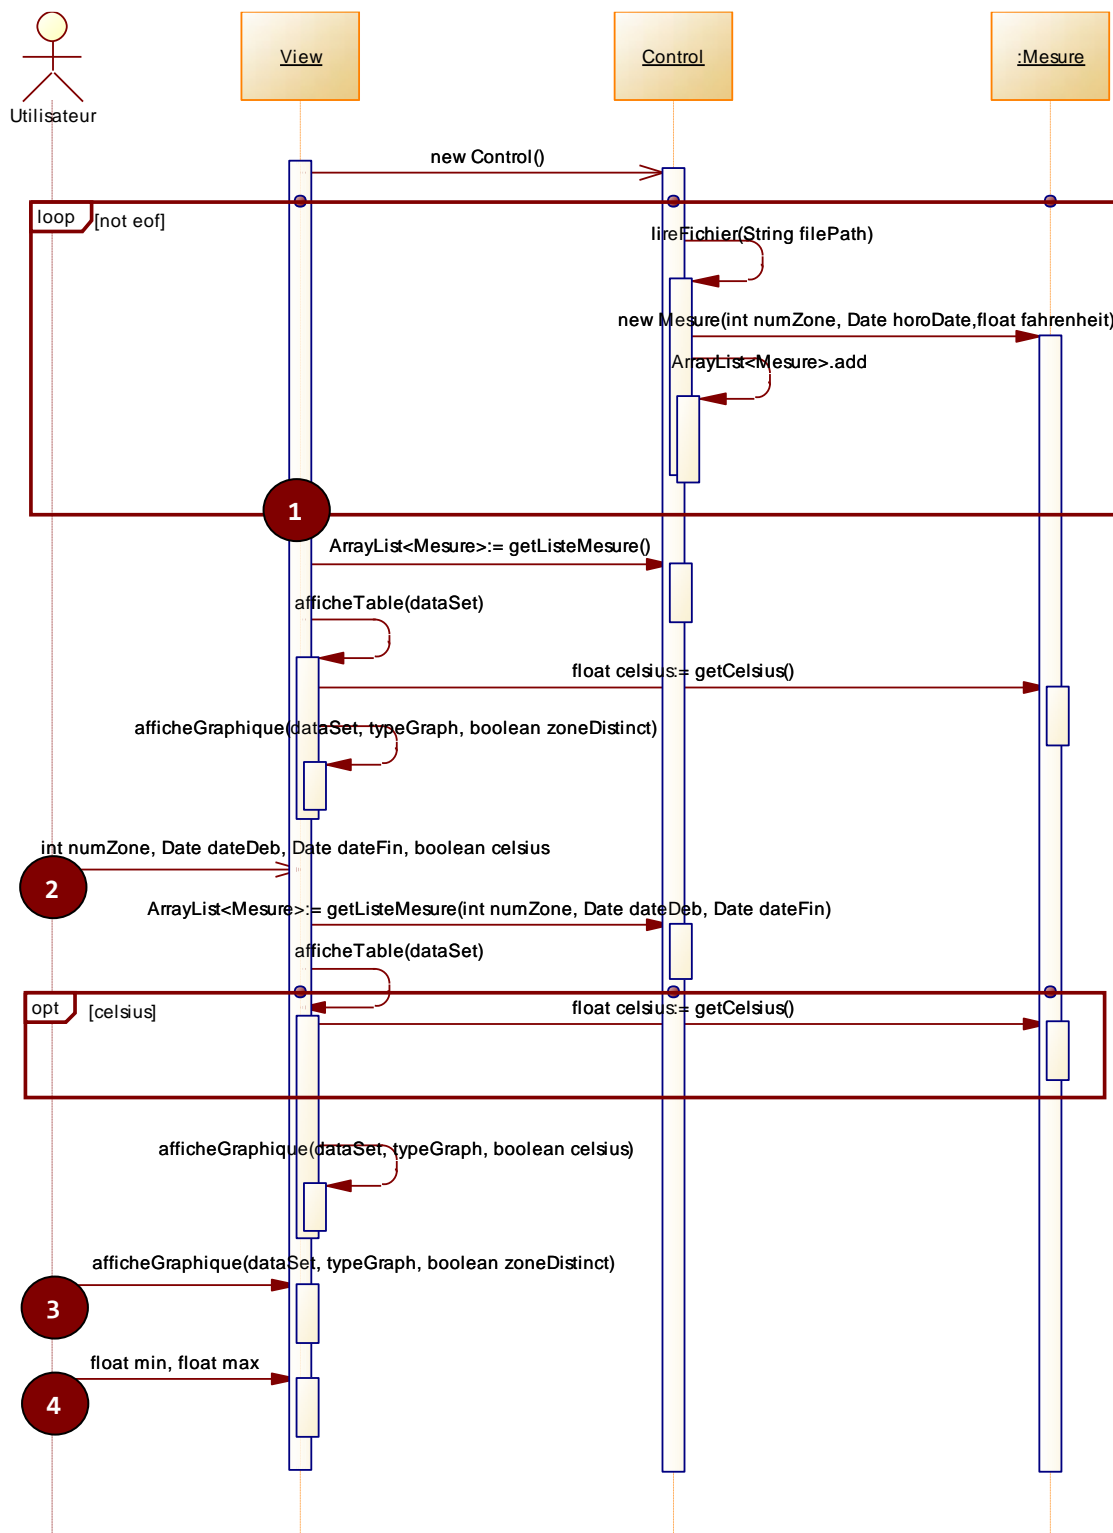 View
Control
:Mesure
Utilisateur
new Control()
loop
[not eof]
lireFichier(String filePath)
new Mesure(int numZone, Date horoDate,float fahrenheit)
ArrayList<Mesure>.add
1
ArrayList<Mesure>:= getListeMesure()
afficheTable(dataSet)
float celsius:= getCelsius()
afficheGraphique(dataSet, typeGraph, boolean zoneDistinct)
int numZone, Date dateDeb, Date dateFin, boolean celsius
2
ArrayList<Mesure>:= getListeMesure(int numZone, Date dateDeb, Date dateFin)
afficheTable(dataSet)
opt
[celsius]
float celsius:= getCelsius()
afficheGraphique(dataSet, typeGraph, boolean celsius)
afficheGraphique(dataSet, typeGraph, boolean zoneDistinct)
3
float min, float max
4